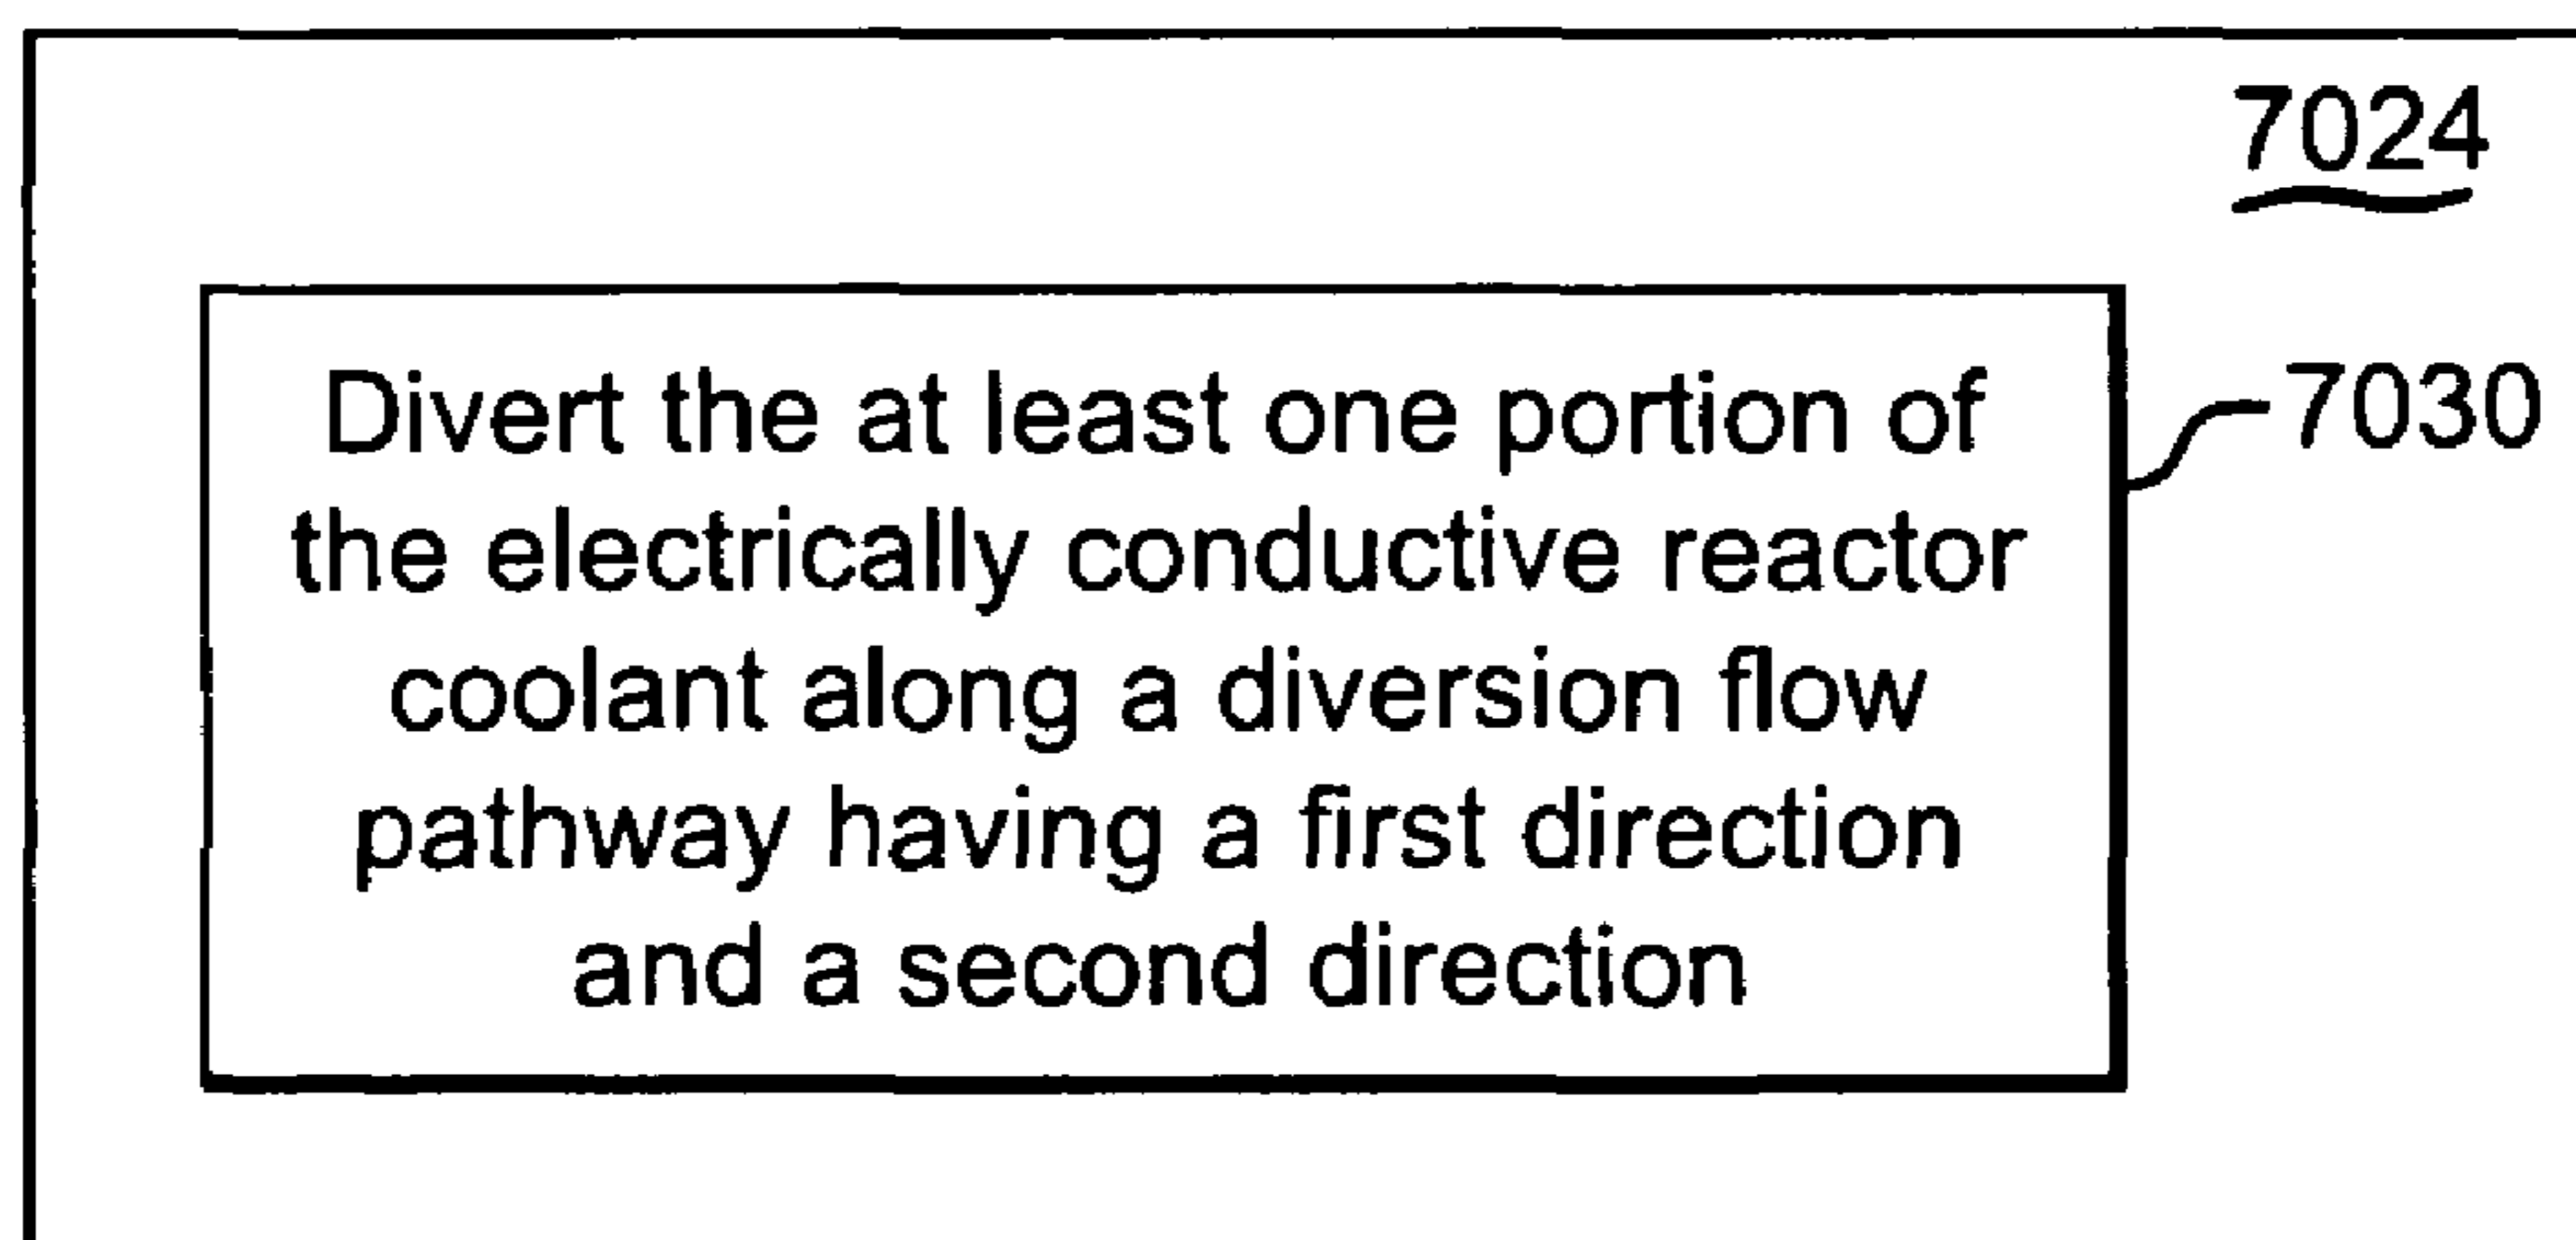 7024
Divert the at least one portion of
7030
the electrically conductive reactor
coolant along a diversion flow
pathway having a first direction
and a second direction